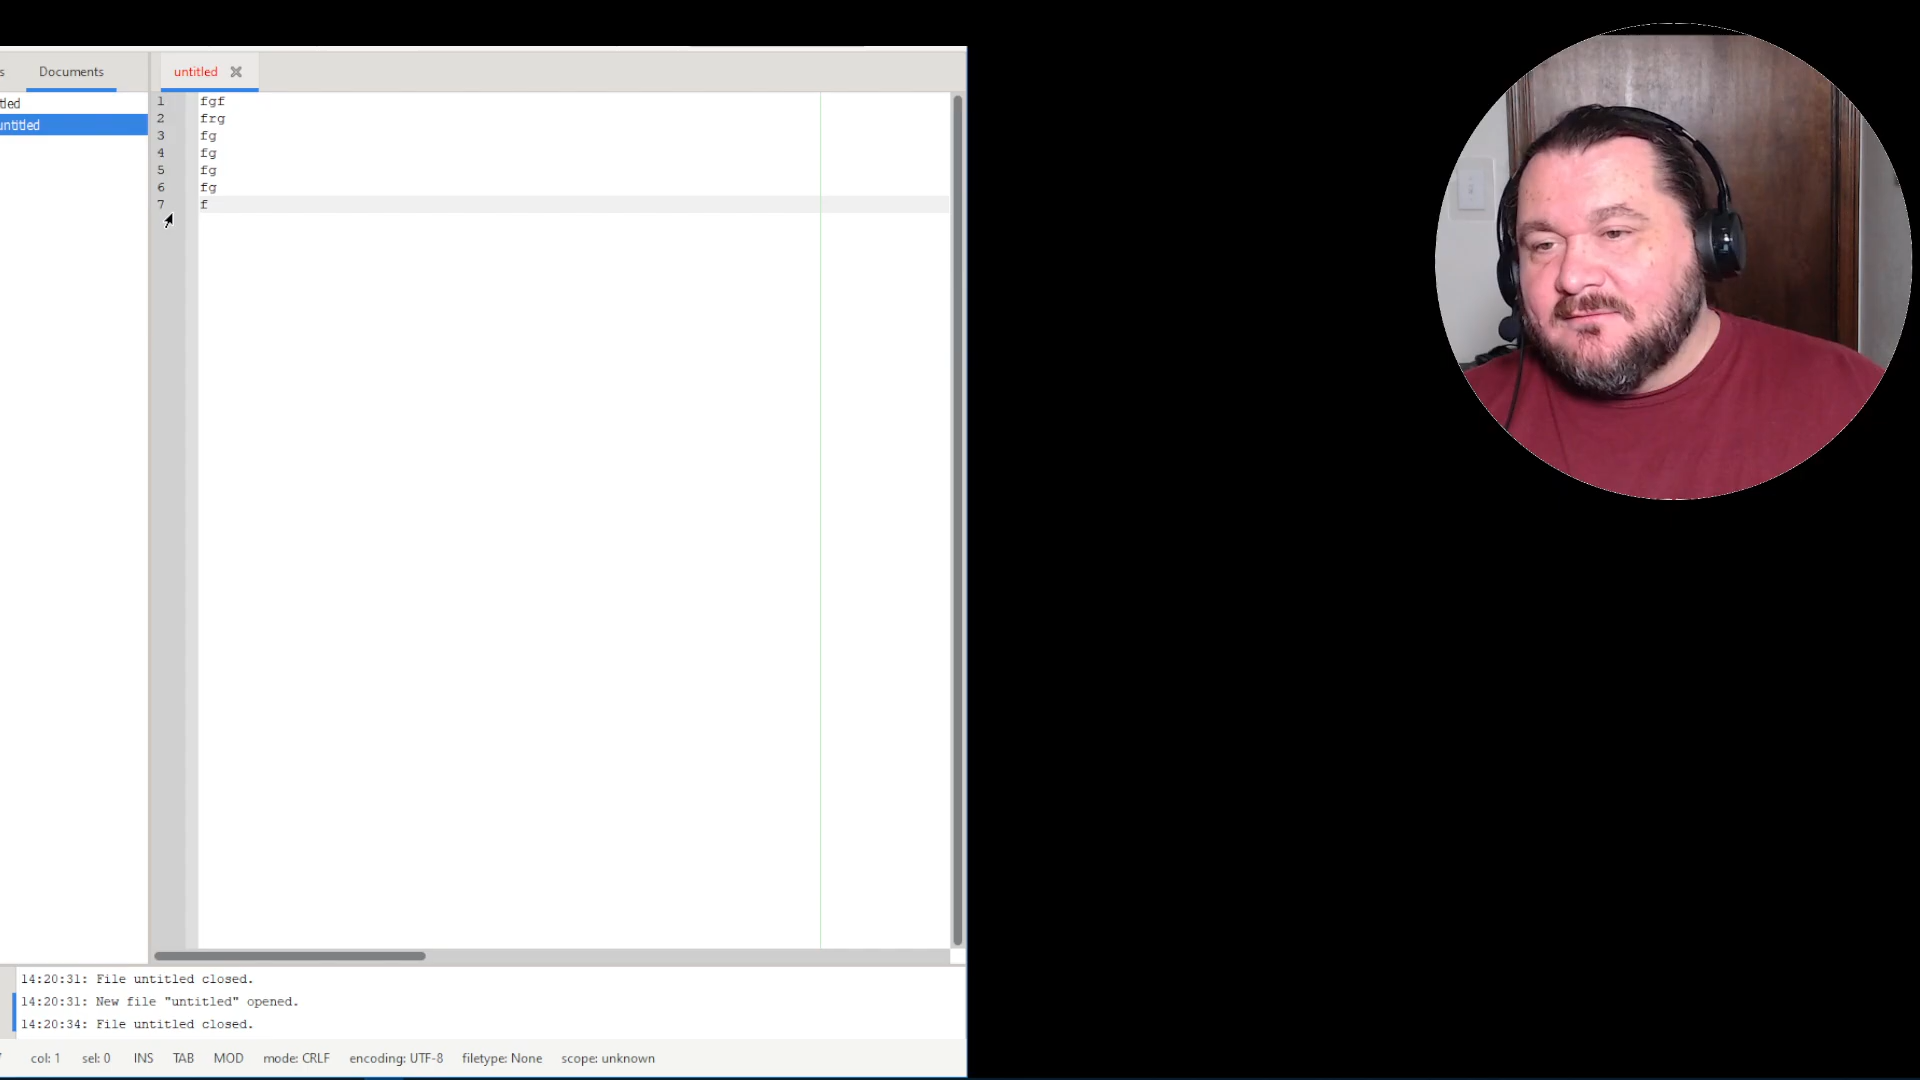 s Documents
untitled
tled
untitled
1 fgf
2 frg
3 fg
4 fg
5 fg
6 fg
7 f
14:20:31: File untitled closed.
14:20:31: New file "untitled" opened.
14:20:34: File untitled closed.
col: 1 sel: 0 INS TAB MOD mode: CRLF encoding: UTF-8 filetype: None scope: unknown